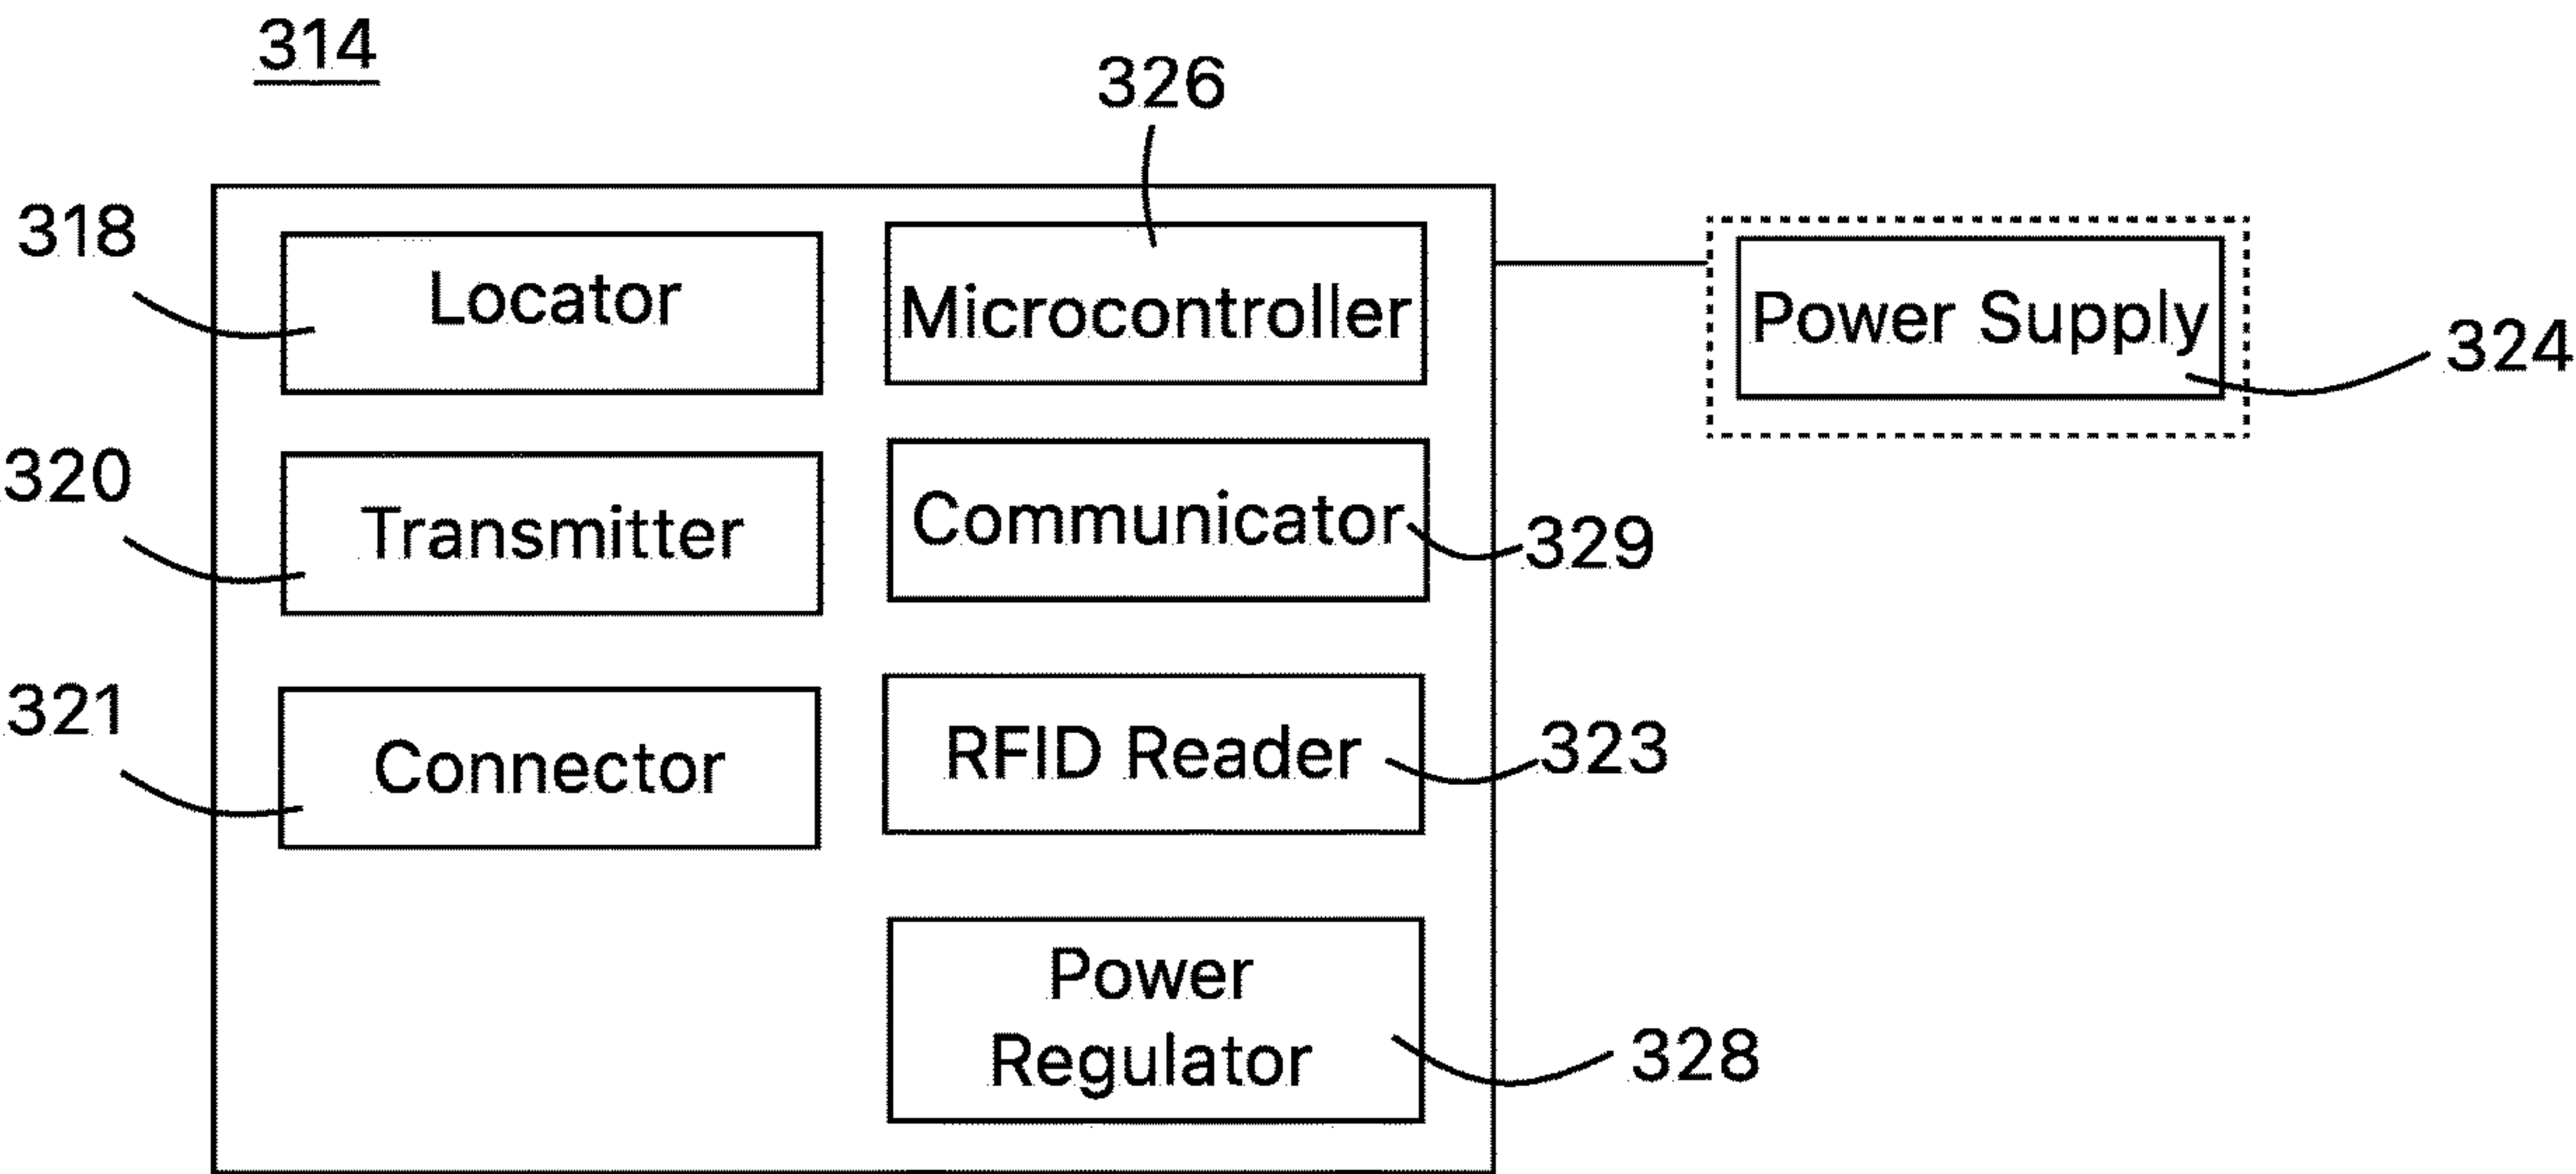 314
326
318
Locator
Microcontroller
Power Supply
324
320
Transmitter
Communicator
329
321
Connector
RFID Reader
323
Power
Regulator
328